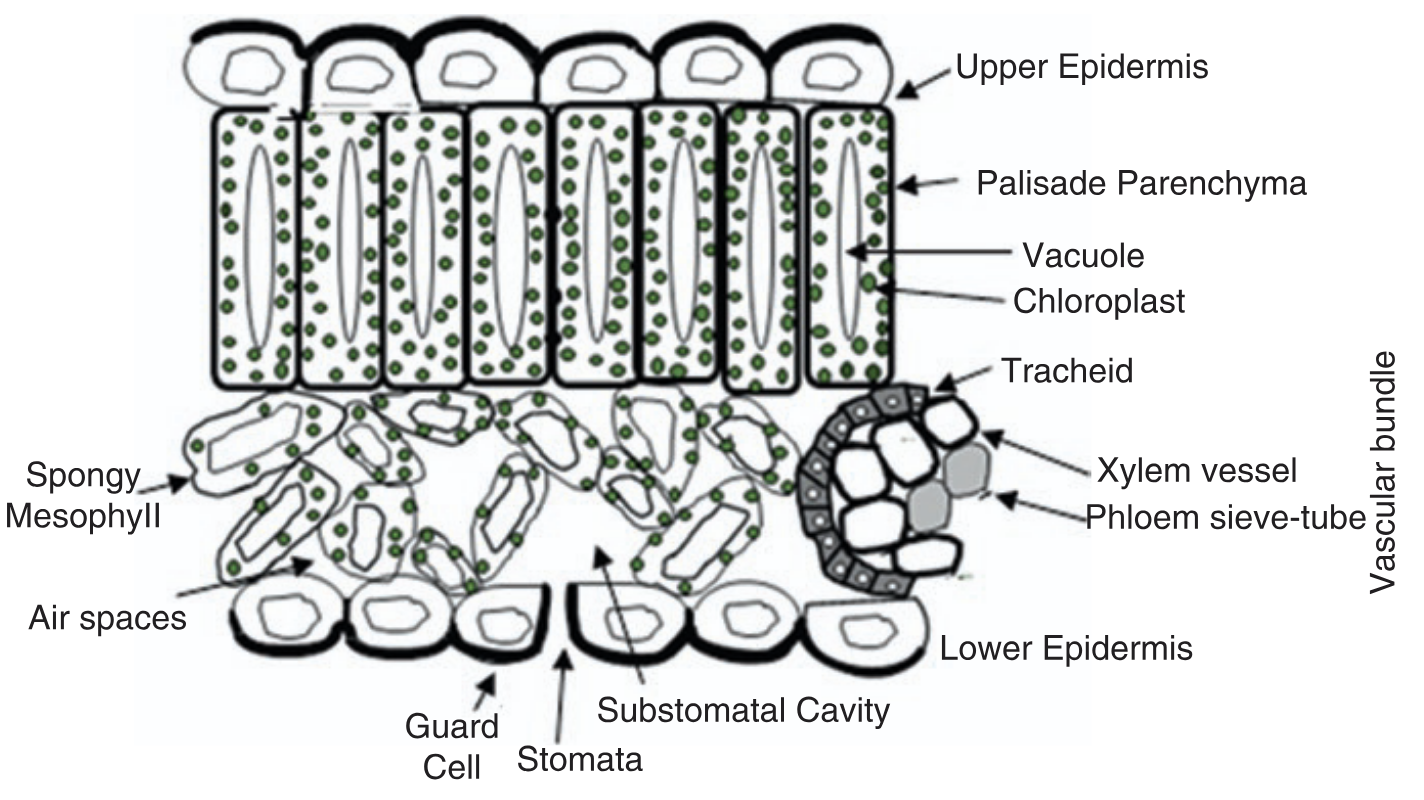 Upper Epidermis
Palisade Parenchyma
Vacuole
Chloroplast
Tracheid
Xylem vessel
Phloem sieve-tube
Vascular bundle
Spongy
MesophyII
Air spaces
Lower Epidermis
Substomatal Cavity
Guard
Cell
Stomata